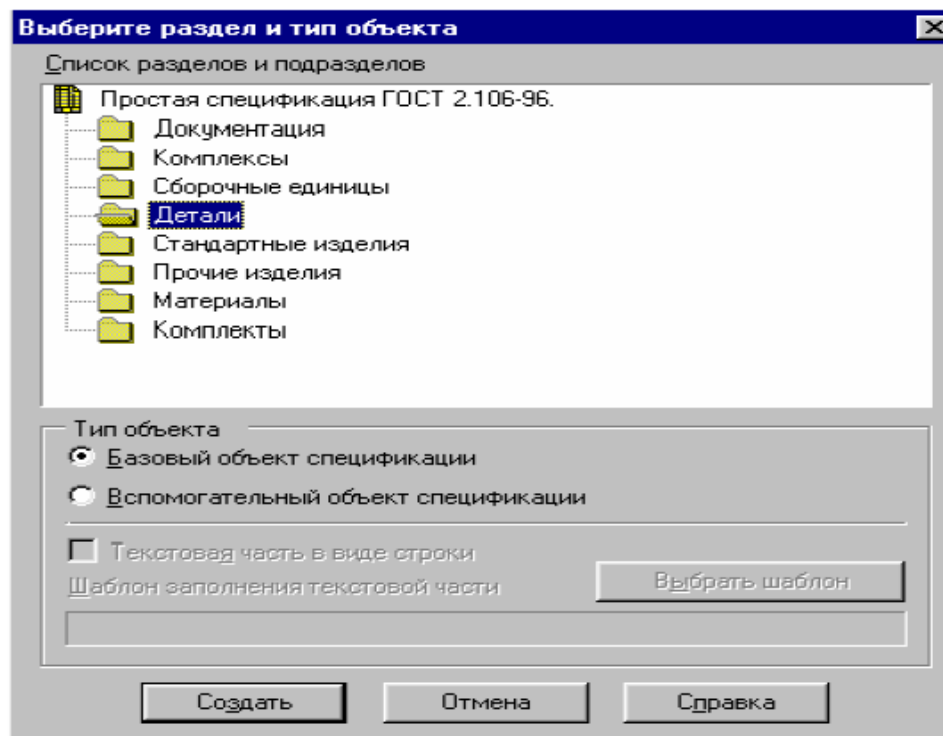 Выберите раздел и тип объекта
Список разделов и подразделов
Простая спецификация ГОСТ 2.106-96.
Документация
Комплексы
Сборочные единицы
Детали
Стандартные изделия
Прочие изделия
Материалы
Комплекты
Тип объекта
Базовый объект спецификации
Вспомогательный объект спецификации
Текстовая часть в виде строки
Шаблон заполнения текстовой части
Выбрать шаблон
Создать Отмена Справка